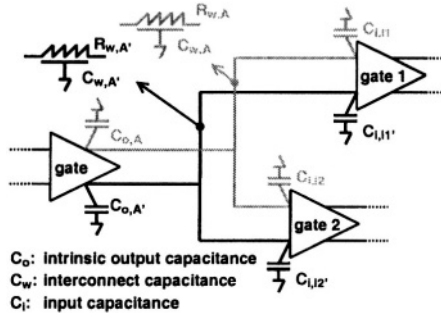 R_w,A
C_w,A
R_w,A'
C_w,A'
C_i,I1
gate 1
C_i,I1'
C_o,A
gate
C_o,A'
C_i,I2
gate 2
C_i,I2'
C_o: intrinsic output capacitance
C_w: interconnect capacitance
C_i: input capacitance